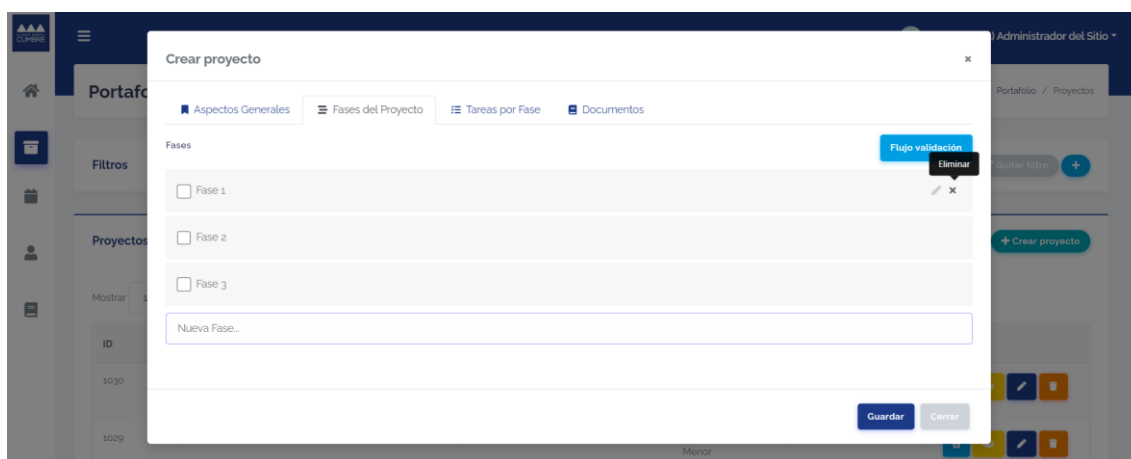 CUMBRE
) Administrador del Sitio
Crear proyecto
Portafo
Portafolio / Proyectos
Aspectos Generales
Fases del Proyecto
Tareas por Fase
Documentos
Fases
Flujo validación
Eliminar
Filtros
Quitar filtro
+
Fase 1
Proyectos
Fase 2
+ Crear proyecto
Fase 3
Mostrar 1
Nueva Fase...
ID
1030
Guardar
Cerrar
1029
Menor